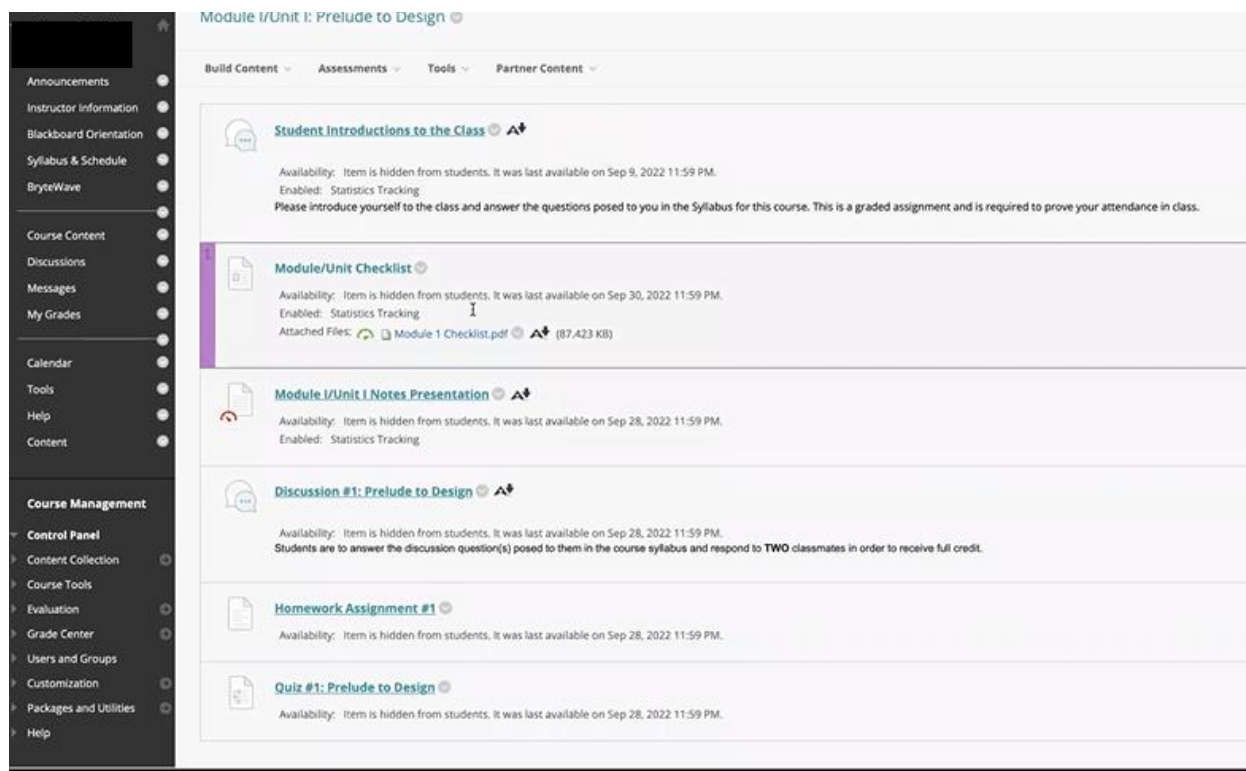 Module I/Unit I: Prelude to Design
Build Content
Assessments
Tools
Partner Content
Announcements
Instructor Information
Blackboard Orientation
Syllabus & Schedule
BryteWave
Course Content
Discussions
Messages
My Grades
Calendar
Tools
Help
Content
Course Management
Control Panel
Content Collection
Course Tools
Evaluation
Grade Center
Users and Groups
Customization
Packages and Utilities
Help
Student Introductions to the Class
Availability: Item is hidden from students. It was last available on Sep 9, 2022 11:59 PM.
Enabled: Statistics Tracking
Please introduce yourself to the class and answer the questions posed to you in the Syllabus for this course. This is a graded assignment and is required to prove your attendance in class.
Module/Unit Checklist
Availability: Item is hidden from students. It was last available on Sep 30, 2022 11:59 PM.
Enabled: Statistics Tracking
Attached Files: Module 1 Checklist.pdf (87.423 KB)
Module I/Unit I Notes Presentation
Availability: Item is hidden from students. It was last available on Sep 28, 2022 11:59 PM.
Enabled: Statistics Tracking
Discussion #1: Prelude to Design
Availability: Item is hidden from students. It was last available on Sep 28, 2022 11:59 PM.
Students are to answer the discussion question(s) posed to them in the course syllabus and respond to TWO classmates in order to receive full credit.
Homework Assignment #1
Availability: Item is hidden from students. It was last available on Sep 28, 2022 11:59 PM.
Quiz #1: Prelude to Design
Availability: Item is hidden from students. It was last available on Sep 28, 2022 11:59 PM.